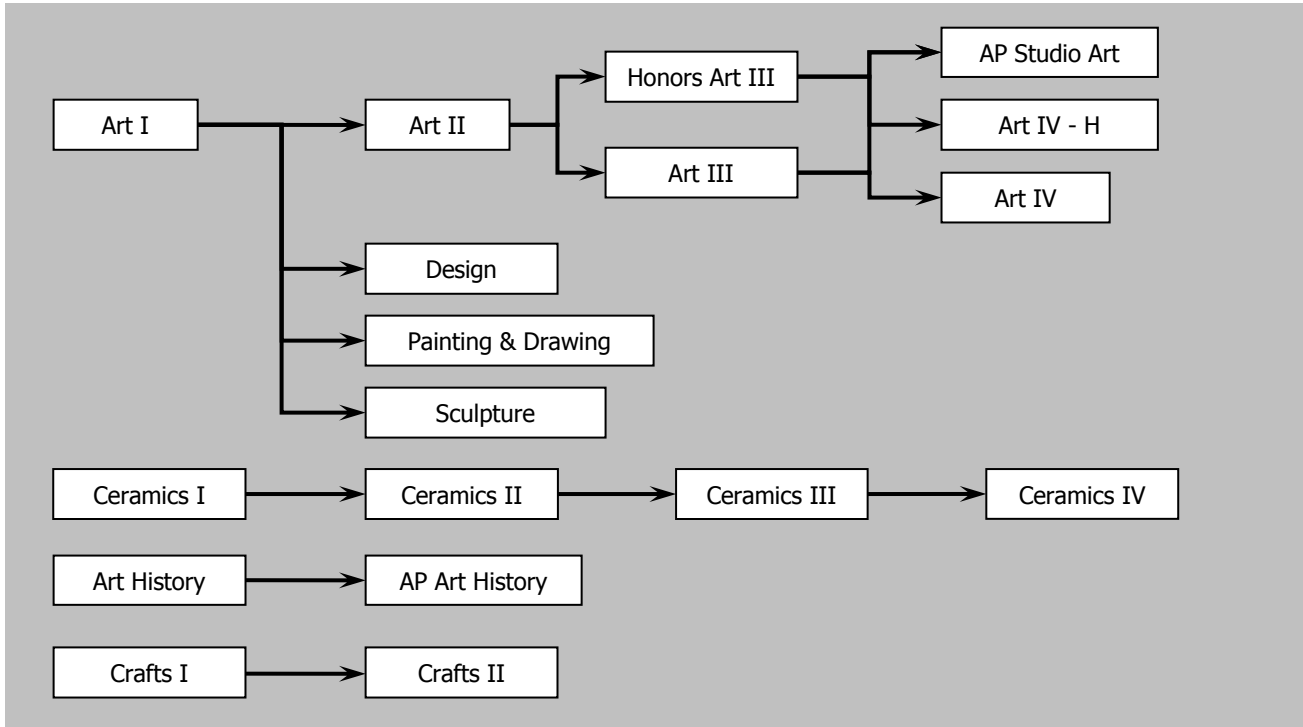 AP Studio Art
Honors Art III
Art I
Art II
Art IV - H
Art III
Art IV
Design
Painting & Drawing
Sculpture
Ceramics I
Ceramics II
Ceramics III
Ceramics IV
Art History
AP Art History
Crafts I
Crafts II